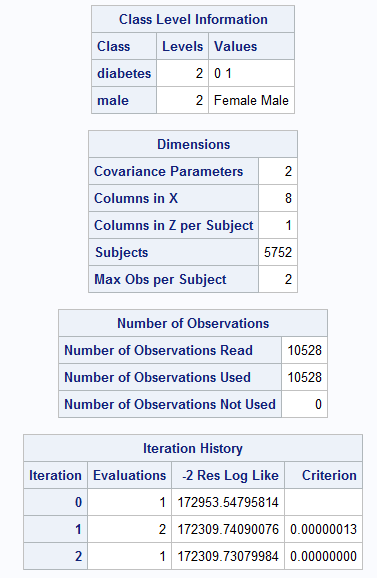 Class Level Information
Class Levels Values
diabetes 2 0 1
male 2 Female Male
Dimensions
Covariance Parameters 2
Columns in X 8
Columns in Z per Subject 1
Subjects 5752
Max Obs per Subject 2
Number of Observations
Number of Observations Read 10528
Number of Observations Used 10528
Number of Observations Not Used 0
Iteration History
Iteration Evaluations -2 Res Log Like Criterion
0 1 172953.54795814
1 2 172309.74090076 0.00000013
2 1 172309.73079984 0.00000000